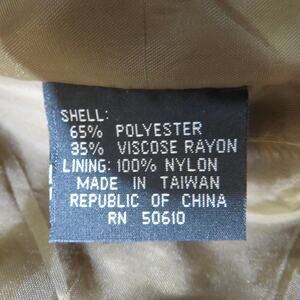 SHELL:
65% POLYESTER
35% VISCOSE RAYON
LINING: 100% NYLON
MADE IN TAIWAN
REPUBLIC OF CHINA
RN 50610